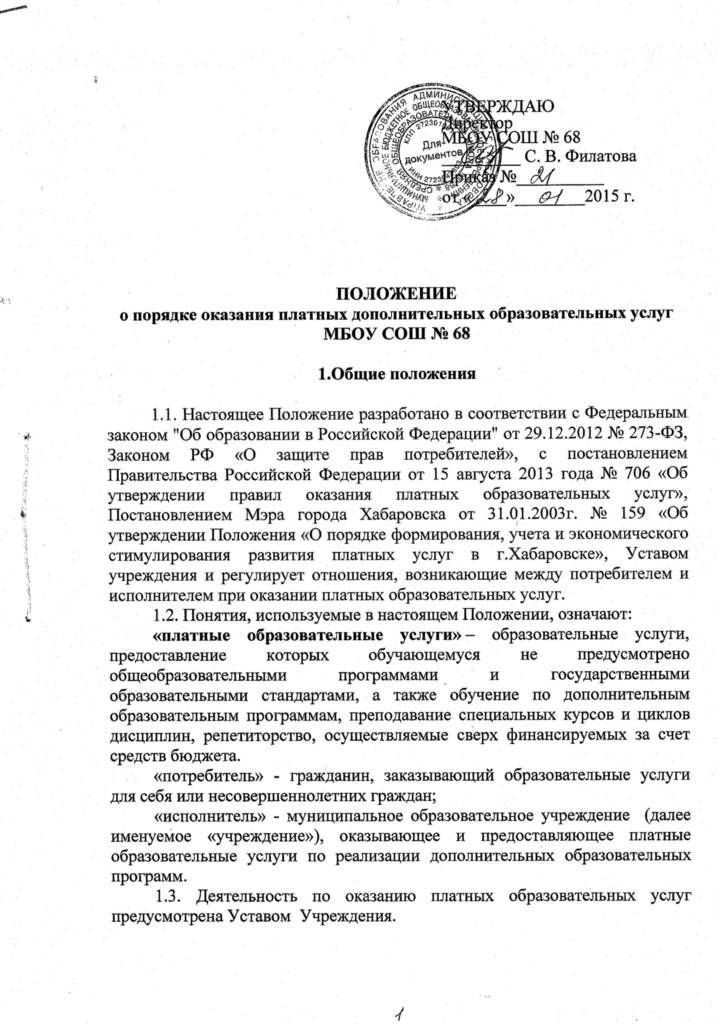 УТВЕРЖДАЮ
Директор
МБОУ СОШ № 68
__________ С. В. Филатова
Приказ № 21
от « 28 » 01 2015 г.
Для
документов
ПОЛОЖЕНИЕ
о порядке оказания платных дополнительных образовательных услуг
МБОУ СОШ № 68
1.Общие положения
1.1. Настоящее Положение разработано в соответствии с Федеральным
законом "Об образовании в Российской Федерации" от 29.12.2012 № 273-ФЗ,
Законом РФ «О защите прав потребителей», с постановлением
Правительства Российской Федерации от 15 августа 2013 года № 706 «Об
утверждении правил оказания платных образовательных услуг»,
Постановлением Мэра города Хабаровска от 31.01.2003г. № 159 «Об
утверждении Положения «О порядке формирования, учета и экономического
стимулирования развития платных услуг в г.Хабаровске», Уставом
учреждения и регулирует отношения, возникающие между потребителем и
исполнителем при оказании платных образовательных услуг.
1.2. Понятия, используемые в настоящем Положении, означают:
«платные образовательные услуги» – образовательные услуги,
предоставление которых обучающемуся не предусмотрено
общеобразовательными программами и государственными
образовательными стандартами, а также обучение по дополнительным
образовательным программам, преподавание специальных курсов и циклов
дисциплин, репетиторство, осуществляемые сверх финансируемых за счет
средств бюджета.
«потребитель» - гражданин, заказывающий образовательные услуги
для себя или несовершеннолетних граждан;
«исполнитель» - муниципальное образовательное учреждение (далее
именуемое «учреждение»), оказывающее и предоставляющее платные
образовательные услуги по реализации дополнительных образовательных
программ.
1.3. Деятельность по оказанию платных образовательных услуг
предусмотрена Уставом Учреждения.
1